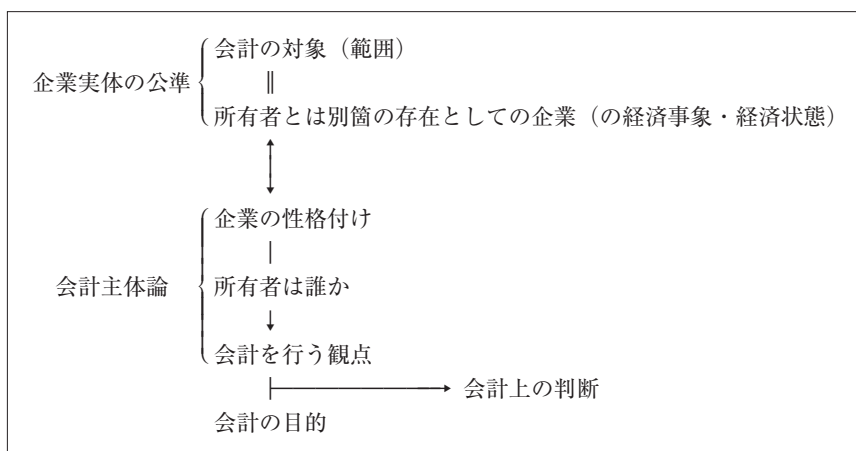 会計の対象（範囲）
企業実体の公準
‖
所有者とは別箇の存在としての企業（の経済事象・経済状態）
企業の性格付け
会計主体論
所有者は誰か
会計を行う観点
会計上の判断
会計の目的